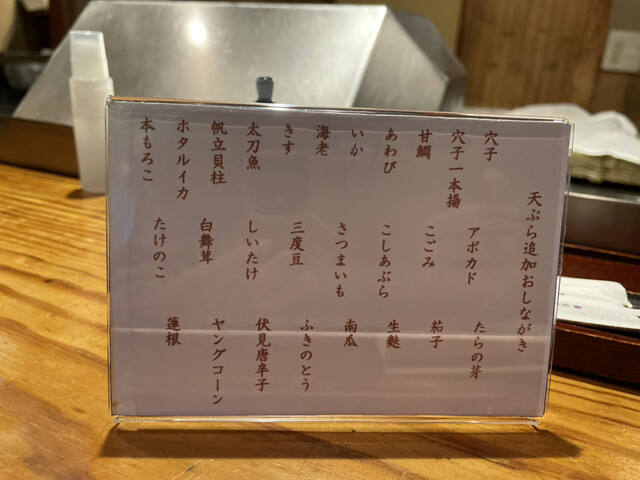 天ぷら追加おしながき
穴子
穴子一本揚
甘鯛
あわび
いか
海老
きす
太刀魚
帆立貝柱
ホタルイカ
本もろこ
アボカド
こごみ
こしあぶら
さつまいも
三度豆
しいたけ
白舞茸
たけのこ
たらの芽
茄子
生麩
南瓜
ふきのとう
伏見唐辛子
ヤングコーン
蓮根